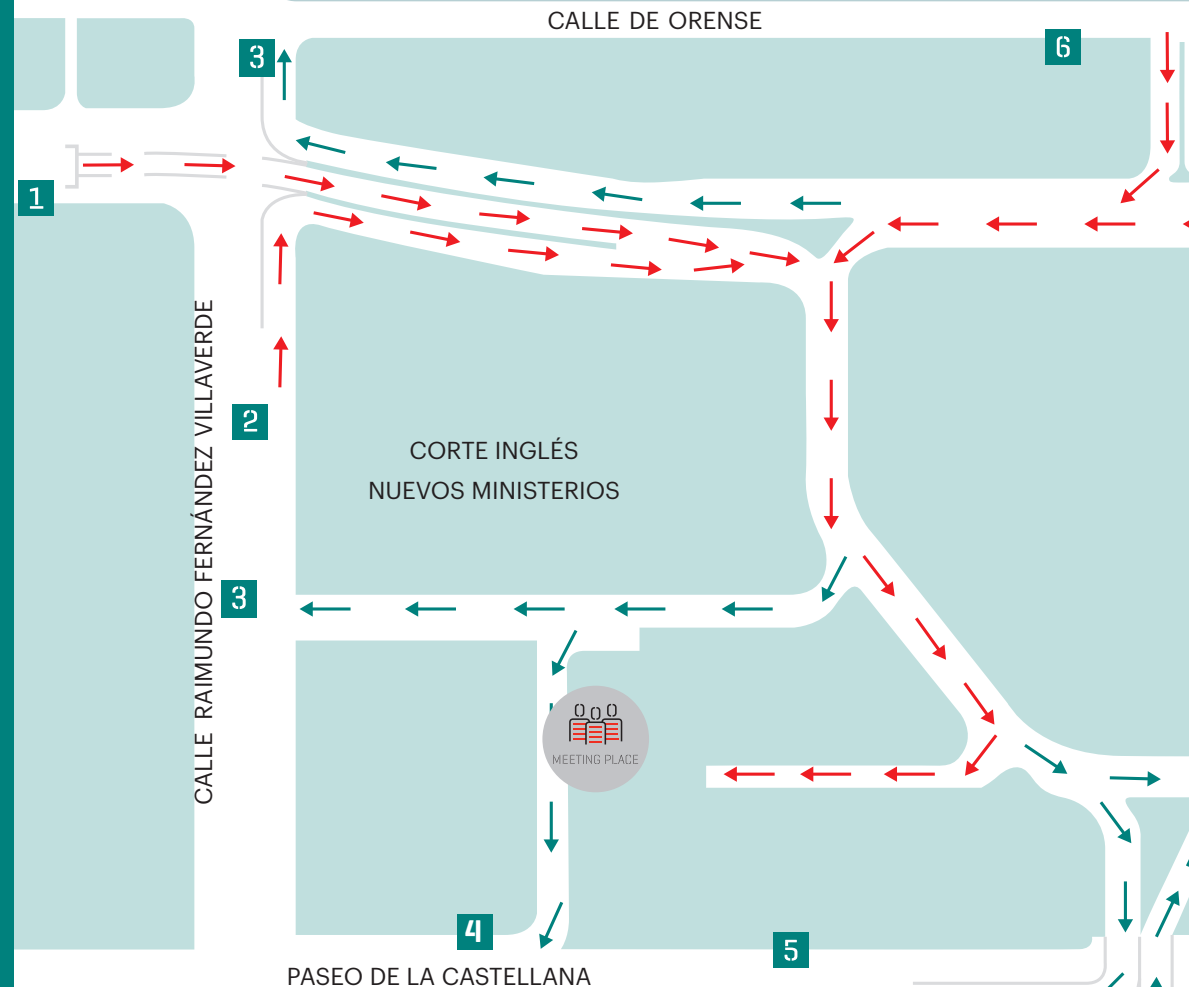 CALLE DE ORENSE
3
6
1
CALLE RAIMUNDO FERNÁNDEZ VILLAVERDE
2
CORTE INGLÉS
NUEVOS MINISTERIOS
3
MEETING PLACE
4
5
PASEO DE LA CASTELLANA